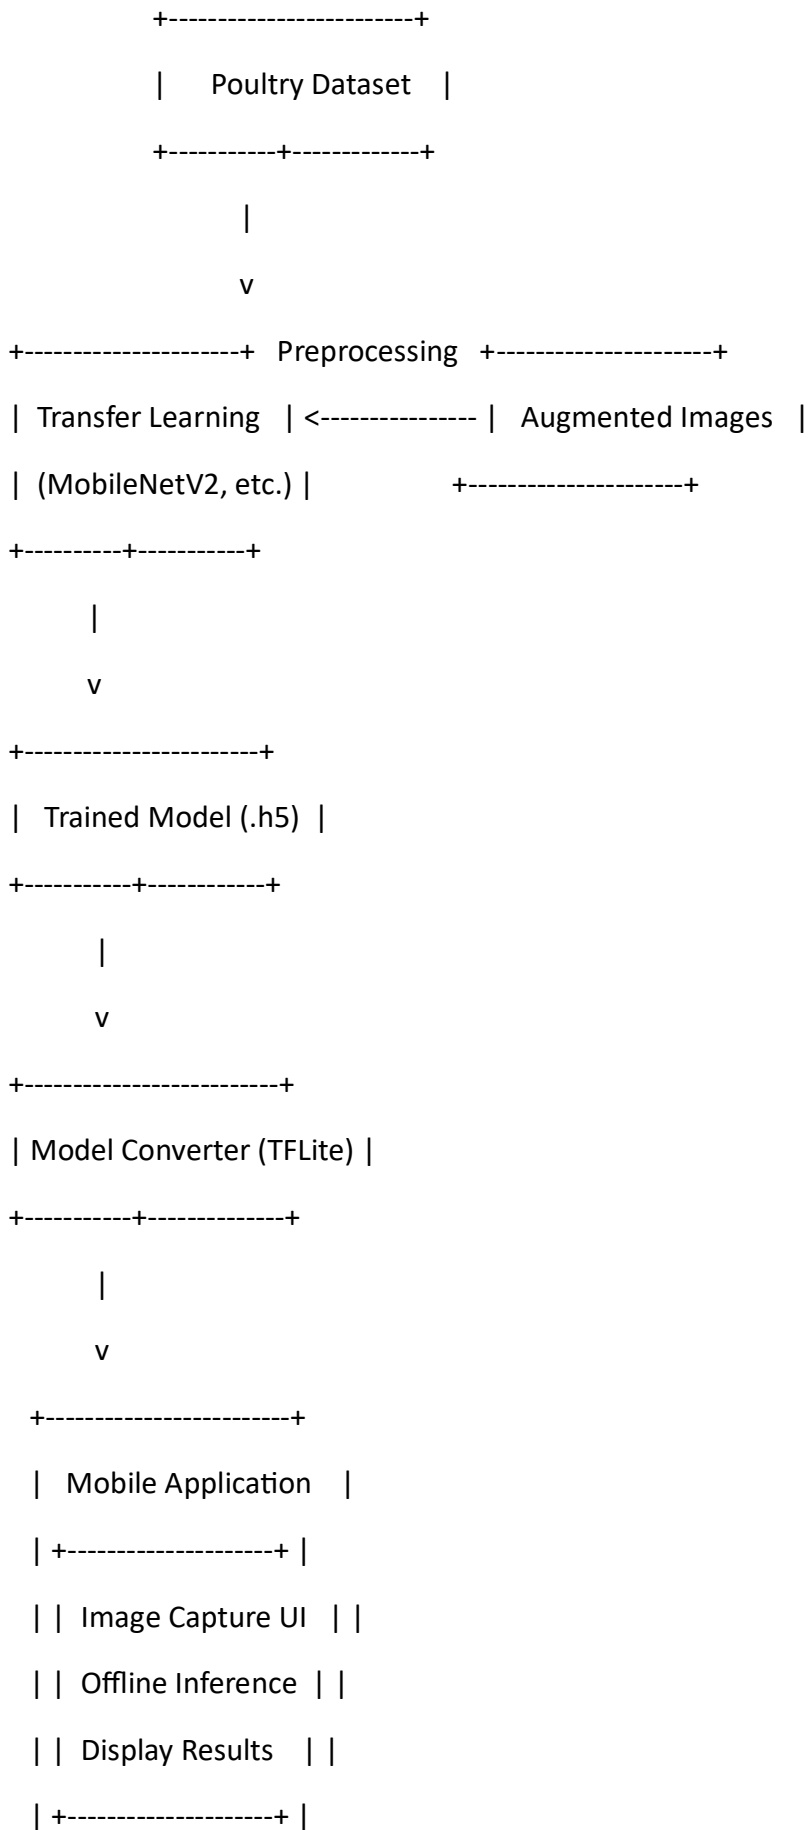 +-------------------------+
|      Poultry Dataset    |
+-----------+-------------+
|
v
+----------------------+   Preprocessing   +----------------------+
|  Transfer Learning   | <---------------- |   Augmented Images   |
|  (MobileNetV2, etc.) |                   +----------------------+
+----------+-----------+
|
v
+------------------------+
|   Trained Model (.h5)  |
+-----------+------------+
|
v
+--------------------------+
| Model Converter (TFLite) |
+-----------+--------------+
|
v
+-------------------------+
|   Mobile Application    |
| +---------------------+ |
| |  Image Capture UI   | |
| |  Offline Inference  | |
| |  Display Results    | |
| +---------------------+ |